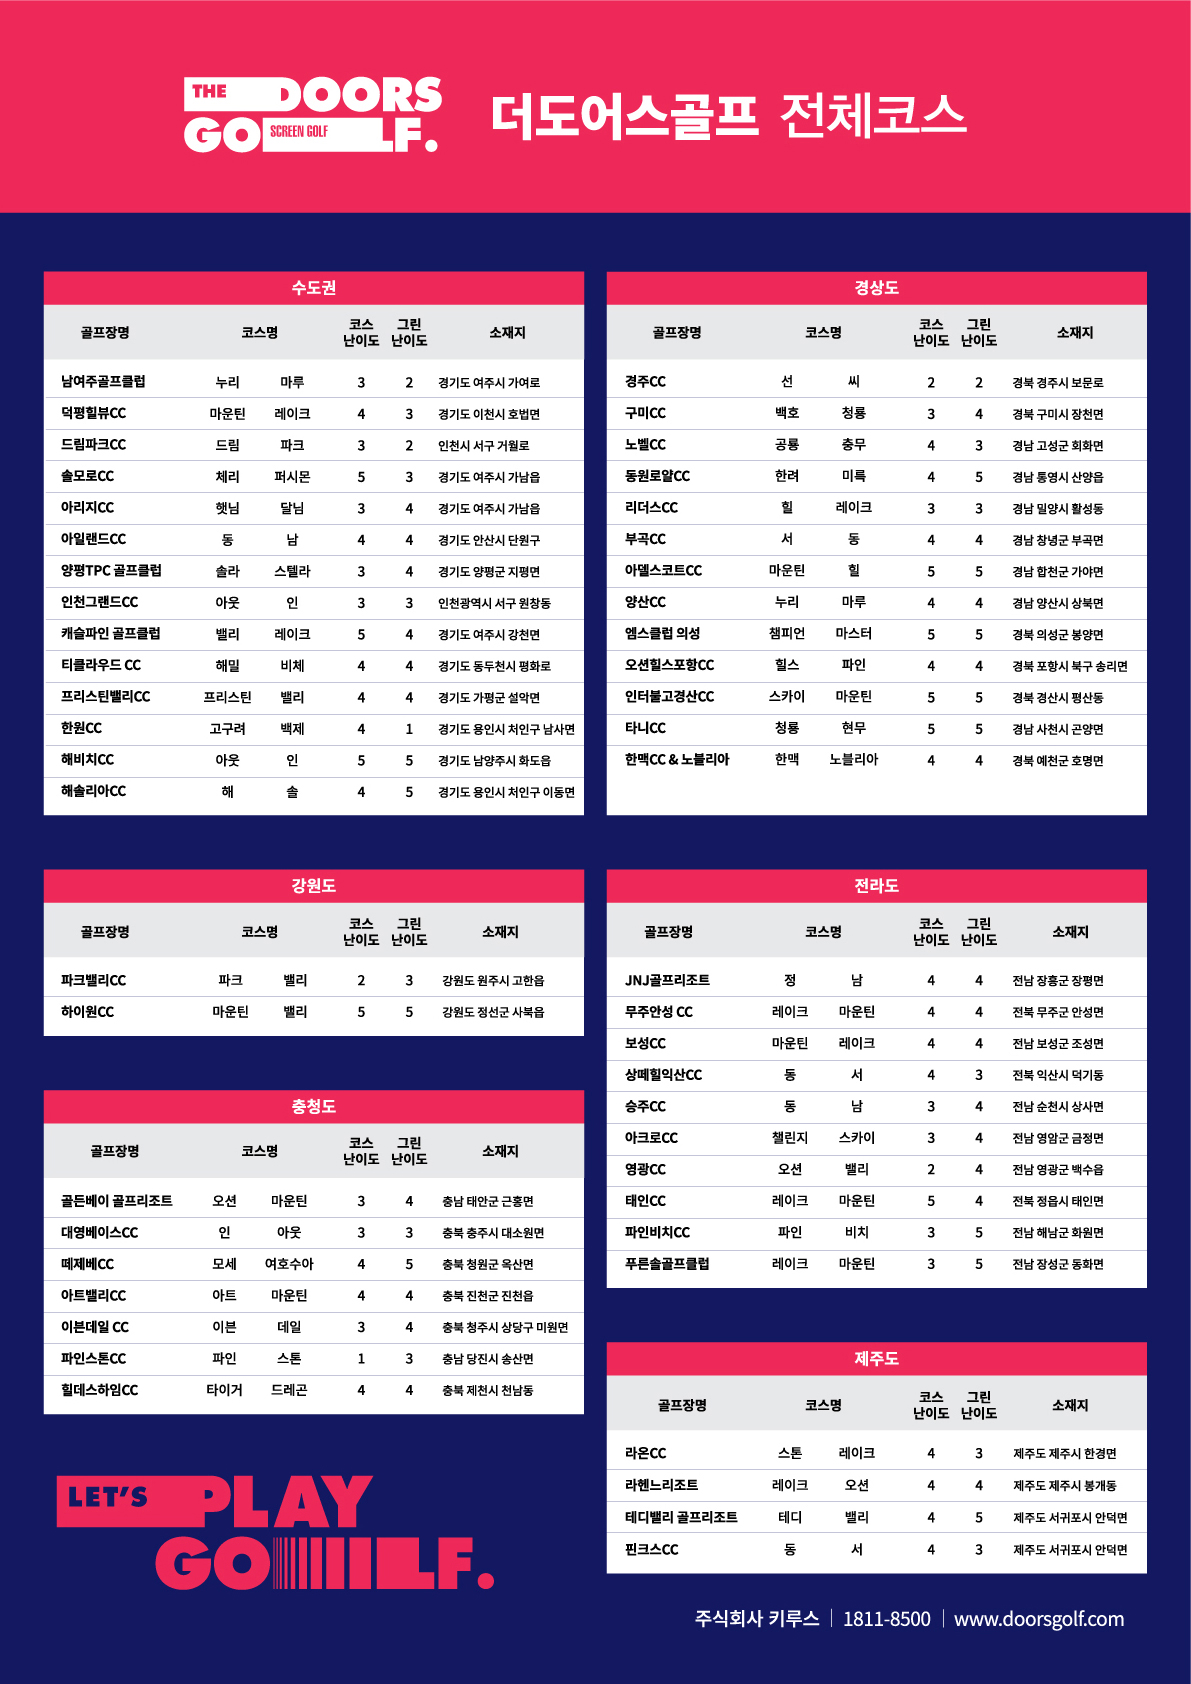 THE DOORS
GOLF.
SCREEN GOLF
더도어스골프 전체코스
수도권
골프장명 코스명 코스 난이도 그린 난이도 소재지
남여주골프클럽 누리 마루 3 2 경기도 여주시 가여로
덕평힐뷰CC 마운틴 레이크 4 3 경기도 이천시 호법면
드림파크CC 드림 파크 3 2 인천시 서구 거월로
솔모로CC 체리 퍼시몬 5 3 경기도 여주시 가남읍
아리지CC 햇님 달님 3 4 경기도 여주시 가남읍
아일랜드CC 동 남 4 4 경기도 안산시 단원구
양평TPC 골프클럽 솔라 스텔라 3 4 경기도 양평군 지평면
인천그랜드CC 아웃 인 3 3 인천광역시 서구 원창동
캐슬파인 골프클럽 밸리 레이크 5 4 경기도 여주시 강천면
티클라우드 CC 해밀 비체 4 4 경기도 동두천시 평화로
프리스틴밸리CC 프리스틴 밸리 4 4 경기도 가평군 설악면
한원CC 고구려 백제 4 1 경기도 용인시 처인구 남사면
해비치CC 아웃 인 5 5 경기도 남양주시 화도읍
해솔리아CC 해 솔 4 5 경기도 용인시 처인구 이동면
경상도
골프장명 코스명 코스 난이도 그린 난이도 소재지
경주CC 선 씨 2 2 경북 경주시 보문로
구미CC 백호 청룡 3 4 경북 구미시 장천면
노벨CC 공룡 충무 4 3 경남 고성군 회화면
동원로얄CC 한려 미륵 4 5 경남 통영시 산양읍
리더스CC 힐 레이크 3 3 경남 밀양시 활성동
부곡CC 서 동 4 4 경남 창녕군 부곡면
아델스코트CC 마운틴 힐 5 5 경남 합천군 가야면
양산CC 누리 마루 4 4 경남 양산시 상북면
엠스클럽 의성 챔피언 마스터 5 5 경북 의성군 봉양면
오션힐스포항CC 힐스 파인 4 4 경북 포항시 북구 송리면
인터불고경산CC 스카이 마운틴 5 5 경북 경산시 평산동
타니CC 청룡 현무 5 5 경남 사천시 곤양면
한맥CC & 노블리아 한맥 노블리아 4 4 경북 예천군 호명면
강원도
골프장명 코스명 코스 난이도 그린 난이도 소재지
파크밸리CC 파크 밸리 2 3 강원도 원주시 고한읍
하이원CC 마운틴 밸리 5 5 강원도 정선군 사북읍
전라도
골프장명 코스명 코스 난이도 그린 난이도 소재지
JNJ골프리조트 정 남 4 4 전남 장흥군 장평면
무주안성 CC 레이크 마운틴 4 4 전북 무주군 안성면
보성CC 마운틴 레이크 4 4 전남 보성군 조성면
상떼힐익산CC 동 서 4 3 전북 익산시 덕기동
승주CC 동 남 3 4 전남 순천시 상사면
아크로CC 챌린지 스카이 3 4 전남 영암군 금정면
영광CC 오션 밸리 2 4 전남 영광군 백수읍
태인CC 레이크 마운틴 5 4 전북 정읍시 태인면
파인비치CC 파인 비치 3 5 전남 해남군 화원면
푸른솔골프클럽 레이크 마운틴 3 5 전남 장성군 동화면
충청도
골프장명 코스명 코스 난이도 그린 난이도 소재지
골든베이 골프리조트 오션 마운틴 3 4 충남 태안군 근흥면
대영베이스CC 인 아웃 3 3 충북 충주시 대소원면
떼제베CC 모세 여호수아 4 5 충북 청원군 옥산면
아트밸리CC 아트 마운틴 4 4 충북 진천군 진천읍
이븐데일 CC 이븐 데일 3 4 충북 청주시 상당구 미원면
파인스톤CC 파인 스톤 1 3 충남 당진시 송산면
힐데스하임CC 타이거 드레곤 4 4 충북 제천시 천남동
제주도
골프장명 코스명 코스 난이도 그린 난이도 소재지
라온CC 스톤 레이크 4 3 제주도 제주시 한경면
라헨느리조트 레이크 오션 4 4 제주도 제주시 봉개동
테디밸리 골프리조트 테디 밸리 4 5 제주도 서귀포시 안덕면
핀크스CC 동 서 4 3 제주도 서귀포시 안덕면
LET'S PLAY
GOLF.
주식회사 키루스 | 1811-8500 | www.doorsgolf.com